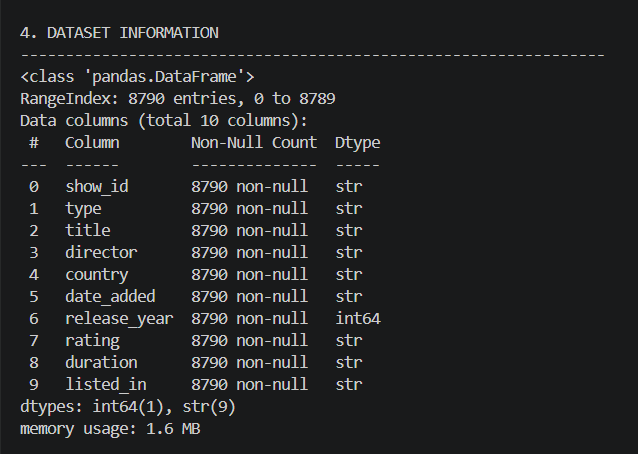 4. DATASET INFORMATION
-----------------------------------------------------------------
<class 'pandas.DataFrame'>
RangeIndex: 8790 entries, 0 to 8789
Data columns (total 10 columns):
 #   Column        Non-Null Count  Dtype
---  ------        --------------  -----
 0   show_id       8790 non-null   str
 1   type          8790 non-null   str
 2   title         8790 non-null   str
 3   director      8790 non-null   str
 4   country       8790 non-null   str
 5   date_added    8790 non-null   str
 6   release_year  8790 non-null   int64
 7   rating        8790 non-null   str
 8   duration      8790 non-null   str
 9   listed_in     8790 non-null   str
dtypes: int64(1), str(9)
memory usage: 1.6 MB